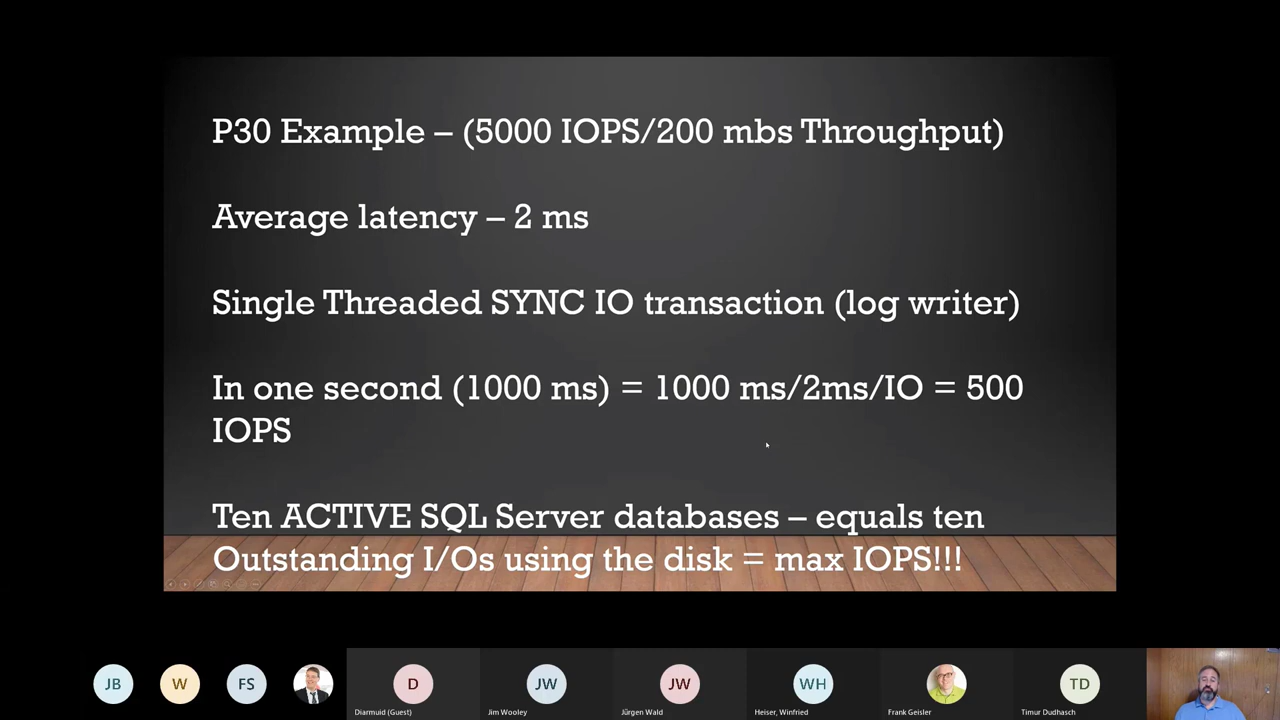 P30 Example – (5000 IOPS/200 mbs Throughput)
Average latency – 2 ms
Single Threaded SYNC IO transaction (log writer)
In one second (1000 ms) = 1000 ms/2ms/IO = 500
IOPS
Ten ACTIVE SQL Server databases – equals ten
Outstanding I/Os using the disk = max IOPS!!!
JB
W
FS
D
JW
JW
WH
TD
Diarmuid (Guest)
Jim Wooley
Jürgen Wald
Heiser, Winfried
Frank Geisler
Timur Dudhasch